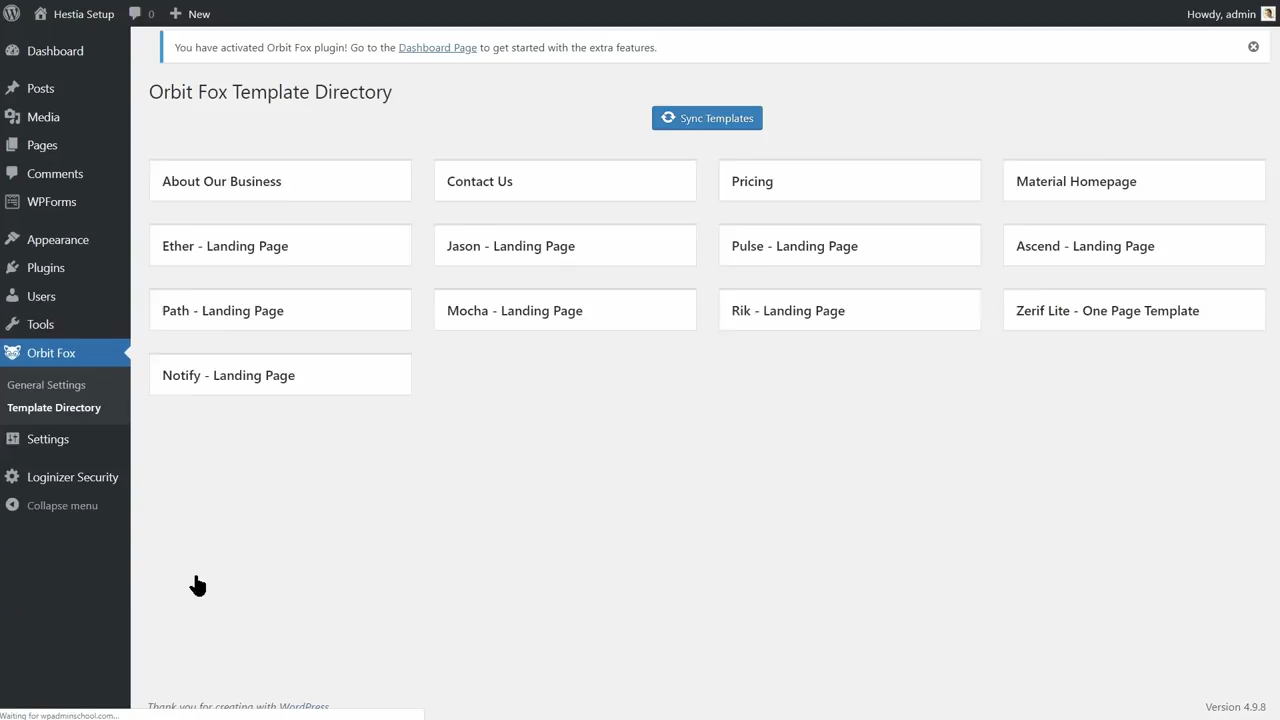 Hestia Setup 0 New Howdy, admin
You have activated Orbit Fox plugin! Go to the Dashboard Page to get started with the extra features.
Dashboard
Posts
Media
Pages
Comments
WPForms
Appearance
Plugins
Users
Tools
Orbit Fox
General Settings
Template Directory
Settings
Loginizer Security
Collapse menu
Orbit Fox Template Directory
Sync Templates
About Our Business Contact Us Pricing Material Homepage
Ether - Landing Page Jason - Landing Page Pulse - Landing Page Ascend - Landing Page
Path - Landing Page Mocha - Landing Page Rik - Landing Page Zerif Lite - One Page Template
Notify - Landing Page
Thank you for creating with WordPress Version 4.9.8
Waiting for wpadminschool.com...